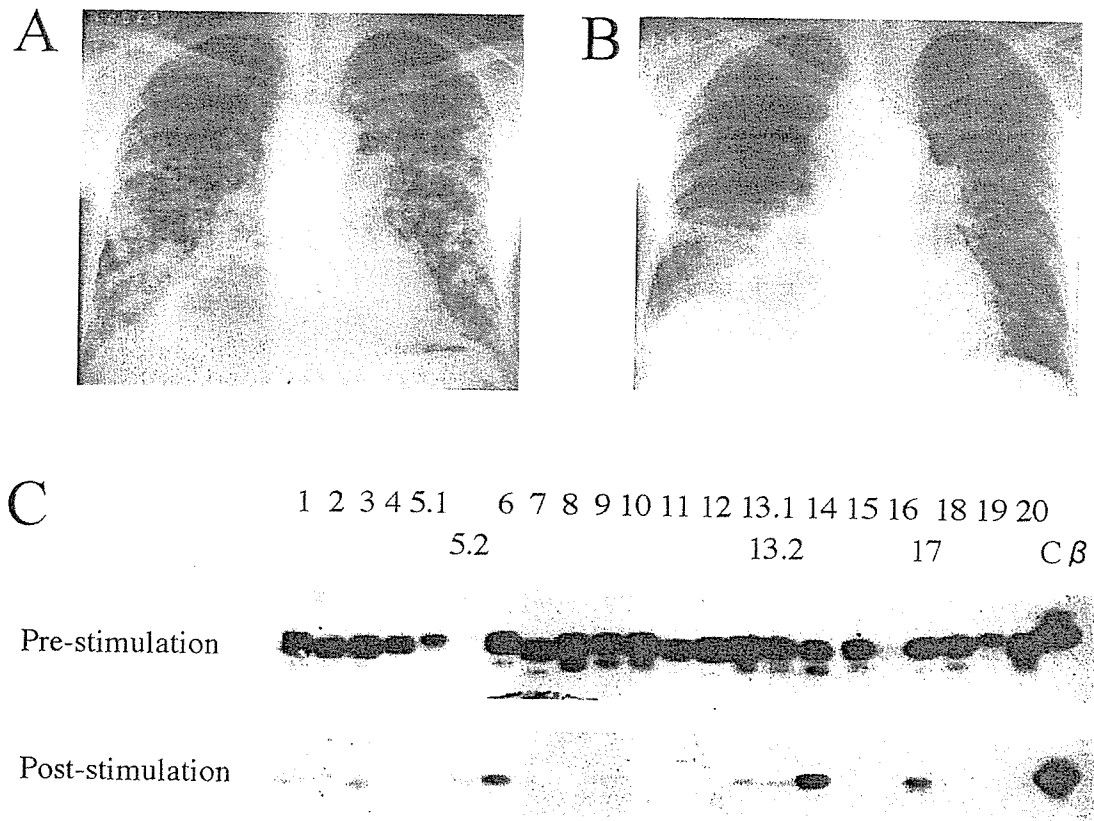 A
B
C
1 2 3 4 5.1 6 7 8 9 10 11 12 13.1 14 15 16 18 19 20
5.2 13.2 17 C β
Pre-stimulation
Post-stimulation